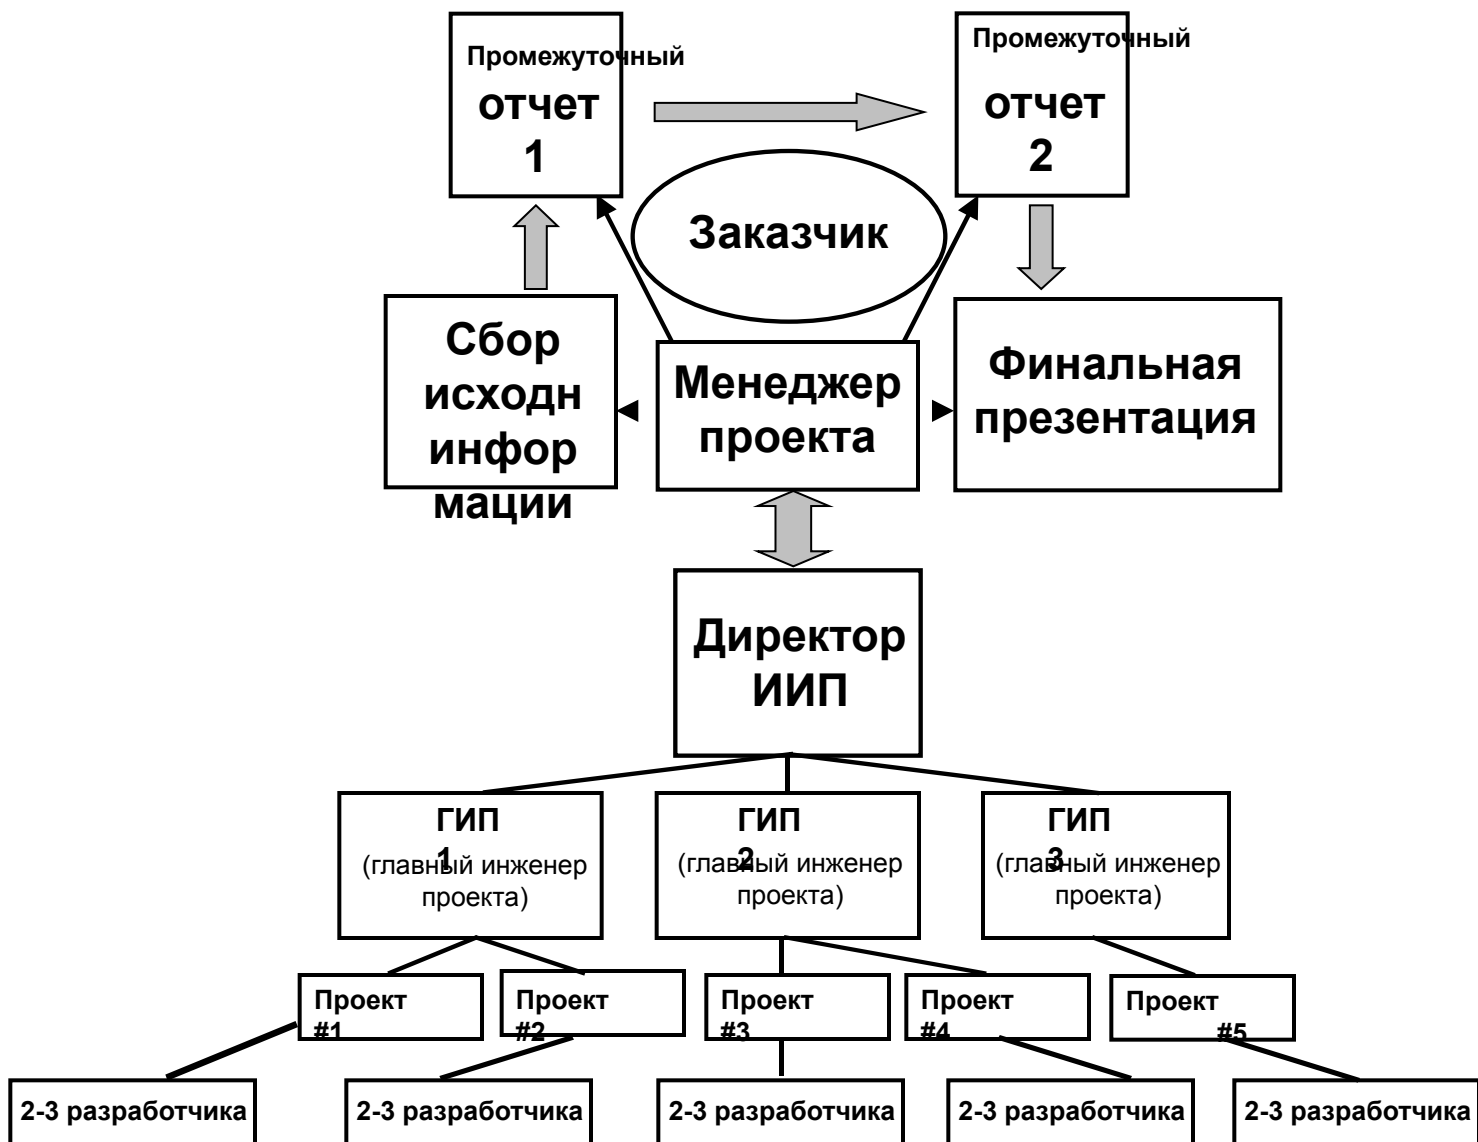 Промежуточный
отчет
1
Промежуточный
отчет
2
Заказчик
Сбор
исходн
инфор
мации
Менеджер
проекта
Финальная
презентация
Директор
ИИП
ГИП
1
(главный инженер
проекта)
ГИП
2
(главный инженер
проекта)
ГИП
3
(главный инженер
проекта)
Проект
#1
Проект
#2
Проект
#3
Проект
#4
Проект
#5
2-3 разработчика
2-3 разработчика
2-3 разработчика
2-3 разработчика
2-3 разработчика